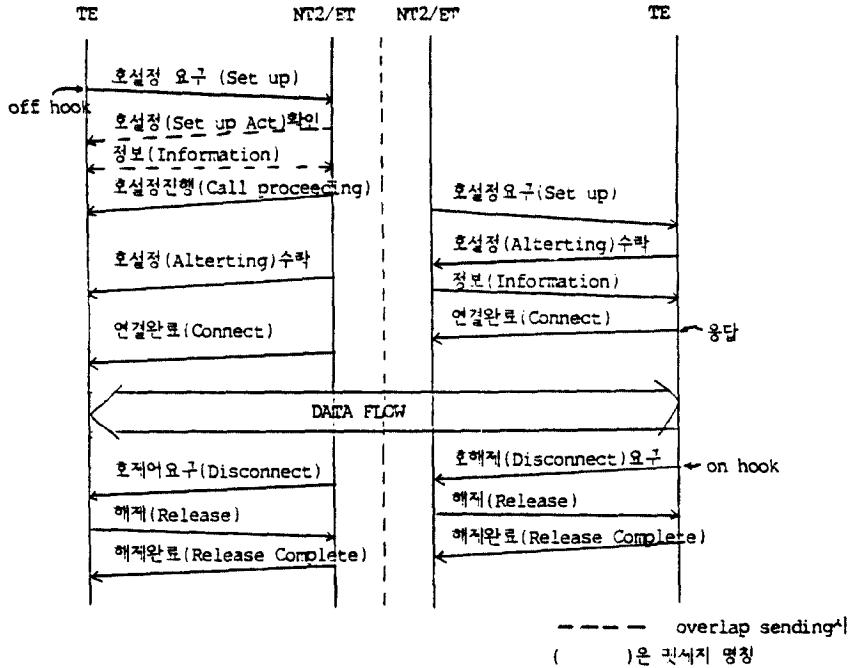 TE NT2/ET NT2/ET TE
호설정 요구 (Set up)
off hook
호설정(Set up Act)확인
정보(Information)
호설정진행(Call proceecing)
호설정요구(Set up)
호설정(Alterting)수락
호설정(Alterting)수락
정보(Information)
연결완료(Connect)
연결완료(Connect)
응답
DATA FLOW
호제어요구(Disconnect)
호해제(Disconnect)요구
on hook
해제(Release)
해제(Release)
해제완료(Release Complete)
해제완료(Release Complete)
overlap sending시
( )은 멧세지 명칭